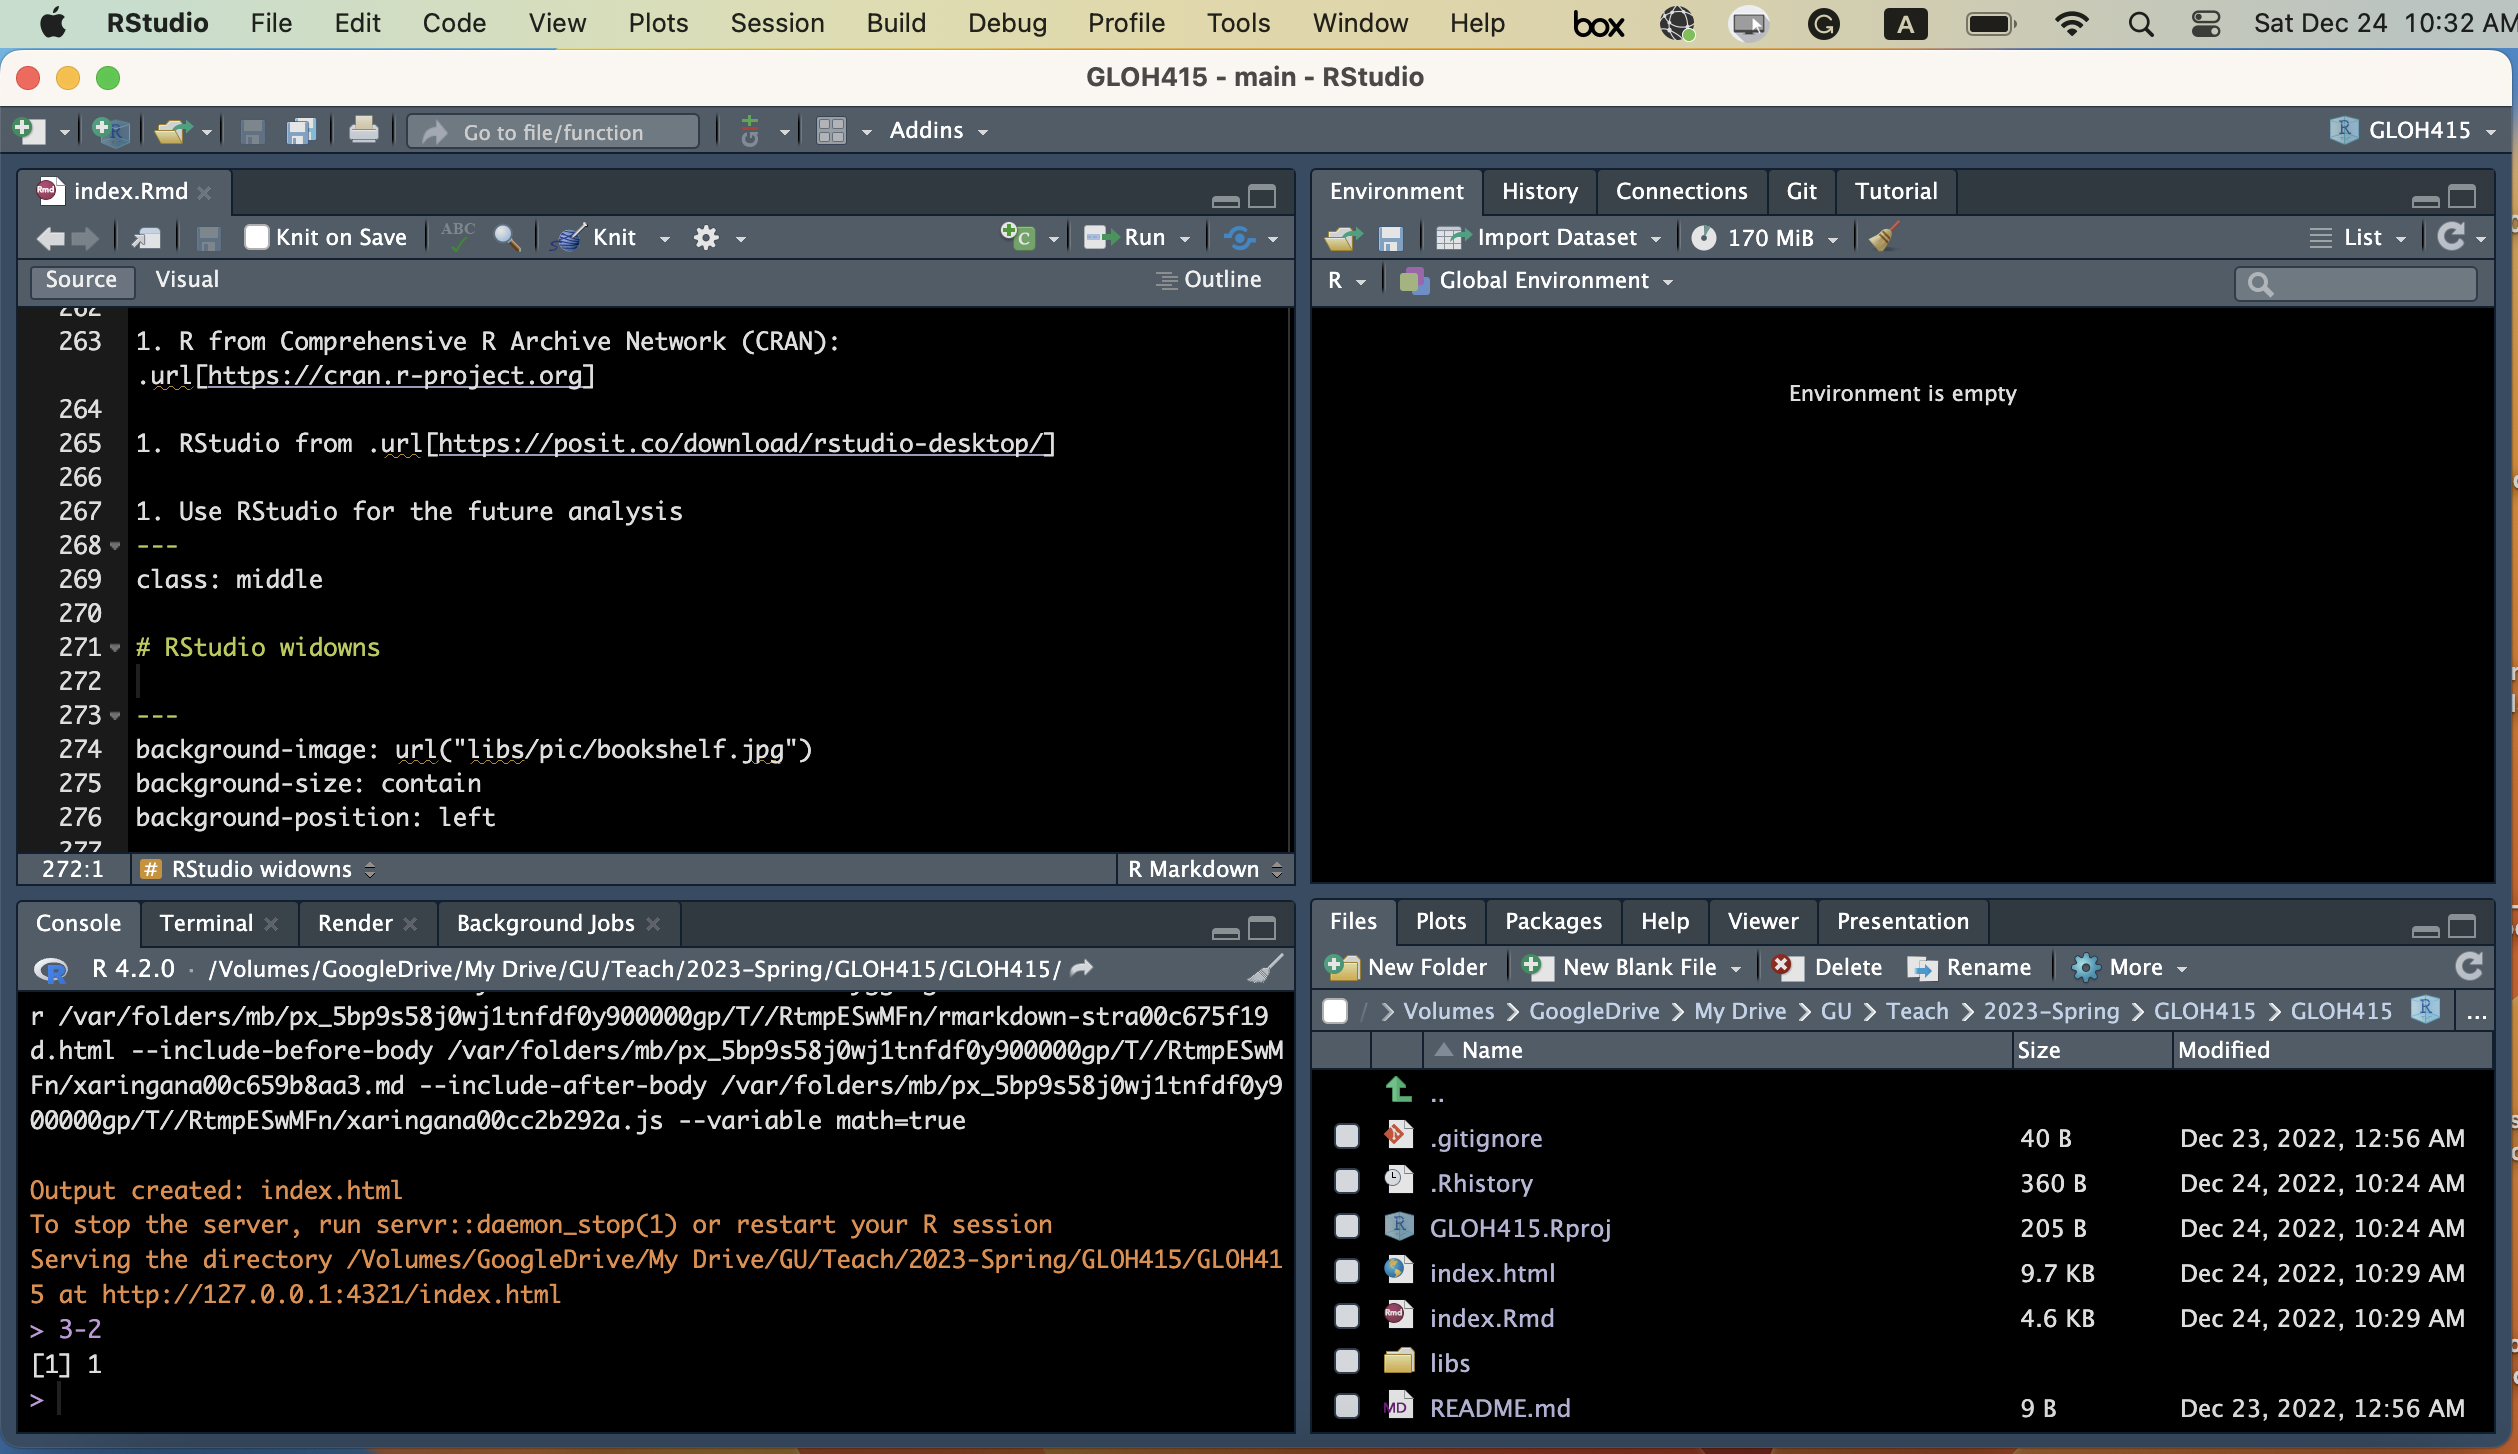 RStudio File Edit Code View Plots Session Build Debug Profile Tools Window Help box A Sat Dec 24 10:32 AM
GLOH415 - main - RStudio
Go to file/function Addins GLOH415
index.Rmd
Knit on Save ABC Knit Run
Source Visual Outline
262
263 1. R from Comprehensive R Archive Network (CRAN):
.url[https://cran.r-project.org]
264
265 1. RStudio from .url[https://posit.co/download/rstudio-desktop/]
266
267 1. Use RStudio for the future analysis
268 ---
269 class: middle
270
271 # RStudio widowns
272
273 ---
274 background-image: url("libs/pic/bookshelf.jpg")
275 background-size: contain
276 background-position: left
277
272:1 # RStudio widowns R Markdown
Environment History Connections Git Tutorial
Import Dataset 170 MiB List
R Global Environment
Environment is empty
Console Terminal Render Background Jobs
R 4.2.0 · /Volumes/GoogleDrive/My Drive/GU/Teach/2023-Spring/GLOH415/GLOH415/
r /var/folders/mb/px_5bp9s58j0wj1tnfdf0y900000gp/T//RtmpESwMFn/rmarkdown-stra00c675f19
d.html --include-before-body /var/folders/mb/px_5bp9s58j0wj1tnfdf0y900000gp/T//RtmpESwM
Fn/xaringana00c659b8aa3.md --include-after-body /var/folders/mb/px_5bp9s58j0wj1tnfdf0y9
00000gp/T//RtmpESwMFn/xaringana00cc2b292a.js --variable math=true
Output created: index.html
To stop the server, run servr::daemon_stop(1) or restart your R session
Serving the directory /Volumes/GoogleDrive/My Drive/GU/Teach/2023-Spring/GLOH415/GLOH41
5 at http://127.0.0.1:4321/index.html
> 3-2
[1] 1
>
Files Plots Packages Help Viewer Presentation
New Folder New Blank File Delete Rename More
/ > Volumes > GoogleDrive > My Drive > GU > Teach > 2023-Spring > GLOH415 > GLOH415 ...
Name Size Modified
..
.gitignore 40 B Dec 23, 2022, 12:56 AM
.Rhistory 360 B Dec 24, 2022, 10:24 AM
GLOH415.Rproj 205 B Dec 24, 2022, 10:24 AM
index.html 9.7 KB Dec 24, 2022, 10:29 AM
index.Rmd 4.6 KB Dec 24, 2022, 10:29 AM
libs
README.md 9 B Dec 23, 2022, 12:56 AM